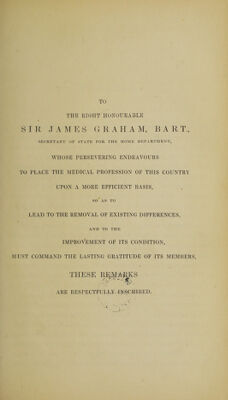 TO
THE RIGHT HONOURABLE
SIR JAMES GRAHAM, BART.,
SECRETARY OF STATE FOR THE HOME DEPARTMENT,
WHOSE PERSEVERING ENDEAVOURS
TO PLACE THE MEDICAL PROFESSION OF THIS COUNTRY
UPON A MORE EFFICIENT BASIS,
SO AS TO
LEAD TO THE REMOVAL OF EXISTING DIFFERENCES,
AND TO THE
IMPROVEMENT OF ITS CONDITION,
MUST COMMAND THE LASTING GRATITUDE OF ITS MEMBERS,
THESE REMARKS
ARE RESPECTFULLY INSCRIBED.